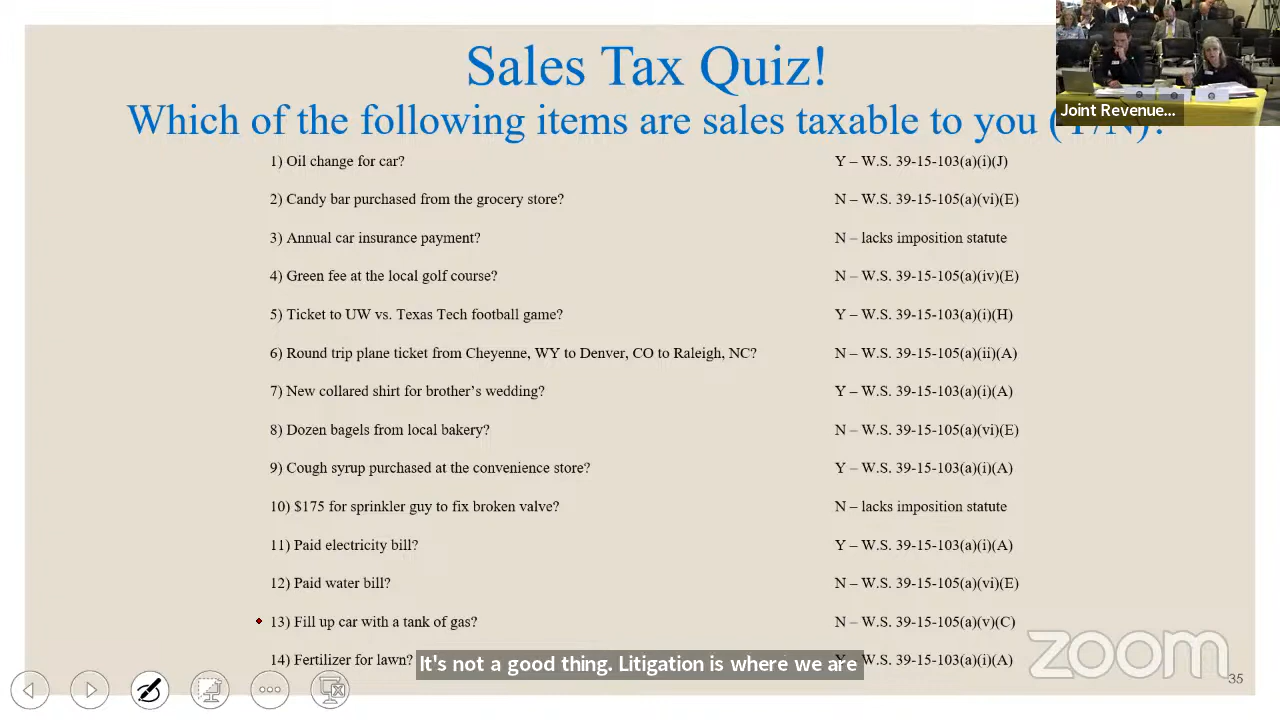 Sales Tax Quiz!
Which of the following items are sales taxable to you (Y/N)?
Joint Revenue...
1) Oil change for car? Y – W.S. 39-15-103(a)(i)(J)
2) Candy bar purchased from the grocery store? N – W.S. 39-15-105(a)(vi)(E)
3) Annual car insurance payment? N – lacks imposition statute
4) Green fee at the local golf course? N – W.S. 39-15-105(a)(iv)(E)
5) Ticket to UW vs. Texas Tech football game? Y – W.S. 39-15-103(a)(i)(H)
6) Round trip plane ticket from Cheyenne, WY to Denver, CO to Raleigh, NC? N – W.S. 39-15-105(a)(ii)(A)
7) New collared shirt for brother’s wedding? Y – W.S. 39-15-103(a)(i)(A)
8) Dozen bagels from local bakery? N – W.S. 39-15-105(a)(vi)(E)
9) Cough syrup purchased at the convenience store? Y – W.S. 39-15-103(a)(i)(A)
10) $175 for sprinkler guy to fix broken valve? N – lacks imposition statute
11) Paid electricity bill? Y – W.S. 39-15-103(a)(i)(A)
12) Paid water bill? N – W.S. 39-15-105(a)(vi)(E)
13) Fill up car with a tank of gas? N – W.S. 39-15-105(a)(v)(C)
14) Fertilizer for lawn? Y – W.S. 39-15-103(a)(i)(A)
It's not a good thing. Litigation is where we are
zoom
35